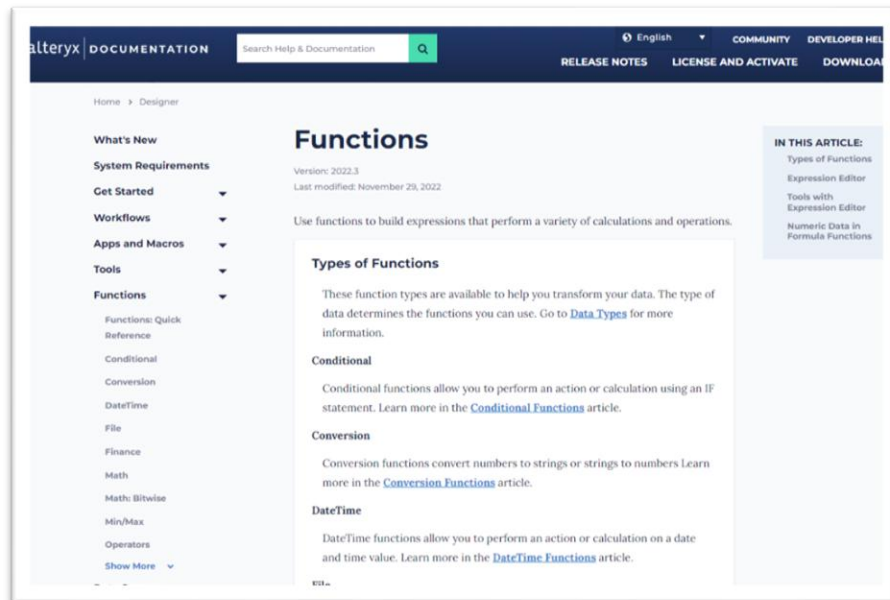 alteryx DOCUMENTATION
Search Help & Documentation
English
COMMUNITY
DEVELOPER HEL
RELEASE NOTES
LICENSE AND ACTIVATE
DOWNLOA
Home > Designer
What's New
System Requirements
Get Started
Workflows
Apps and Macros
Tools
Functions
Functions: Quick
Reference
Conditional
Conversion
DateTime
File
Finance
Math
Math: Bitwise
Min/Max
Operators
Show More
Functions
Version: 2022.3
Last modified: November 29, 2022
Use functions to build expressions that perform a variety of calculations and operations.
Types of Functions
These function types are available to help you transform your data. The type of
data determines the functions you can use. Go to Data Types for more
information.
Conditional
Conditional functions allow you to perform an action or calculation using an IF
statement. Learn more in the Conditional Functions article.
Conversion
Conversion functions convert numbers to strings or strings to numbers Learn
more in the Conversion Functions article.
DateTime
DateTime functions allow you to perform an action or calculation on a date
and time value. Learn more in the DateTime Functions article.
File
IN THIS ARTICLE:
Types of Functions
Expression Editor
Tools with
Expression Editor
Numeric Data in
Formula Functions